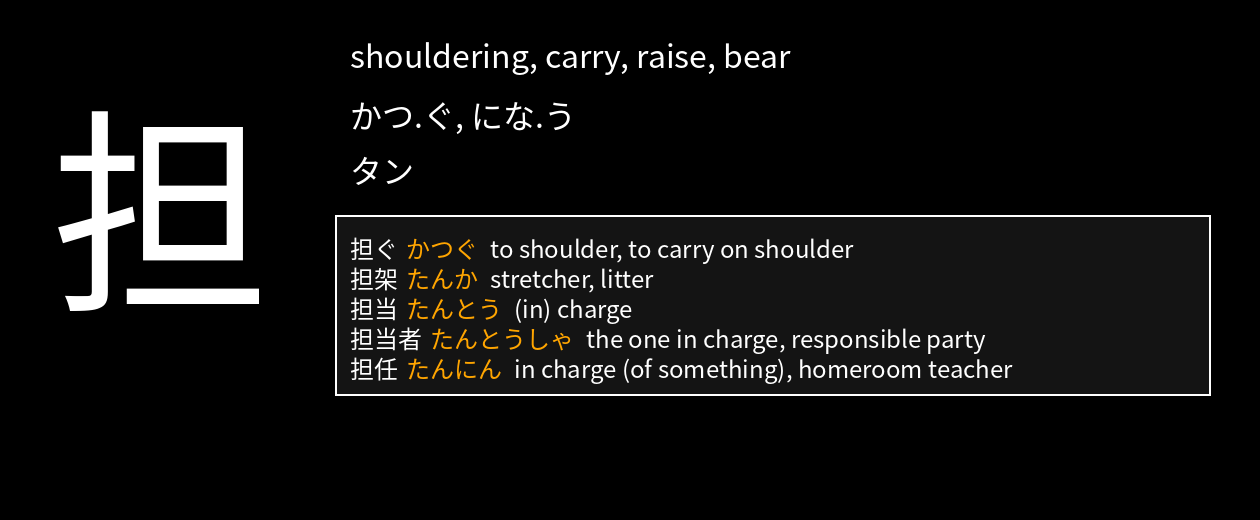 担
shouldering, carry, raise, bear
かつ.ぐ, にな.う
タン
担ぐ かつぐ to shoulder, to carry on shoulder
担架 たんか stretcher, litter
担当 たんとう (in) charge
担当者 たんとうしゃ the one in charge, responsible party
担任 たんにん in charge (of something), homeroom teacher